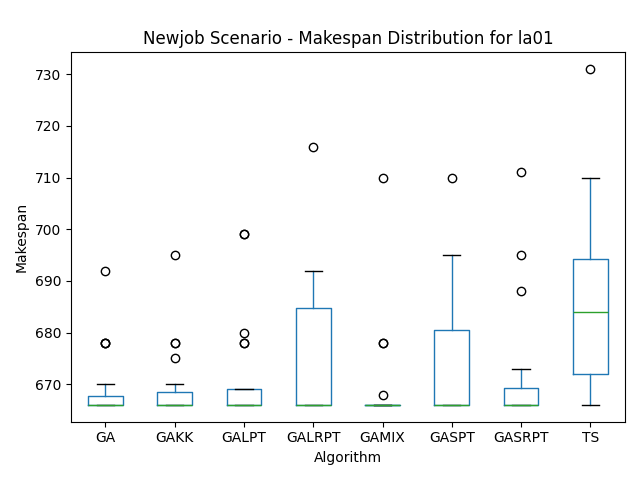 Newjob Scenario - Makespan Distribution for la01
730
720
710
700
690
680
670
Makespan
GA GAKK GALPT GALRPT GAMIX GASPT GASRPT TS
Algorithm